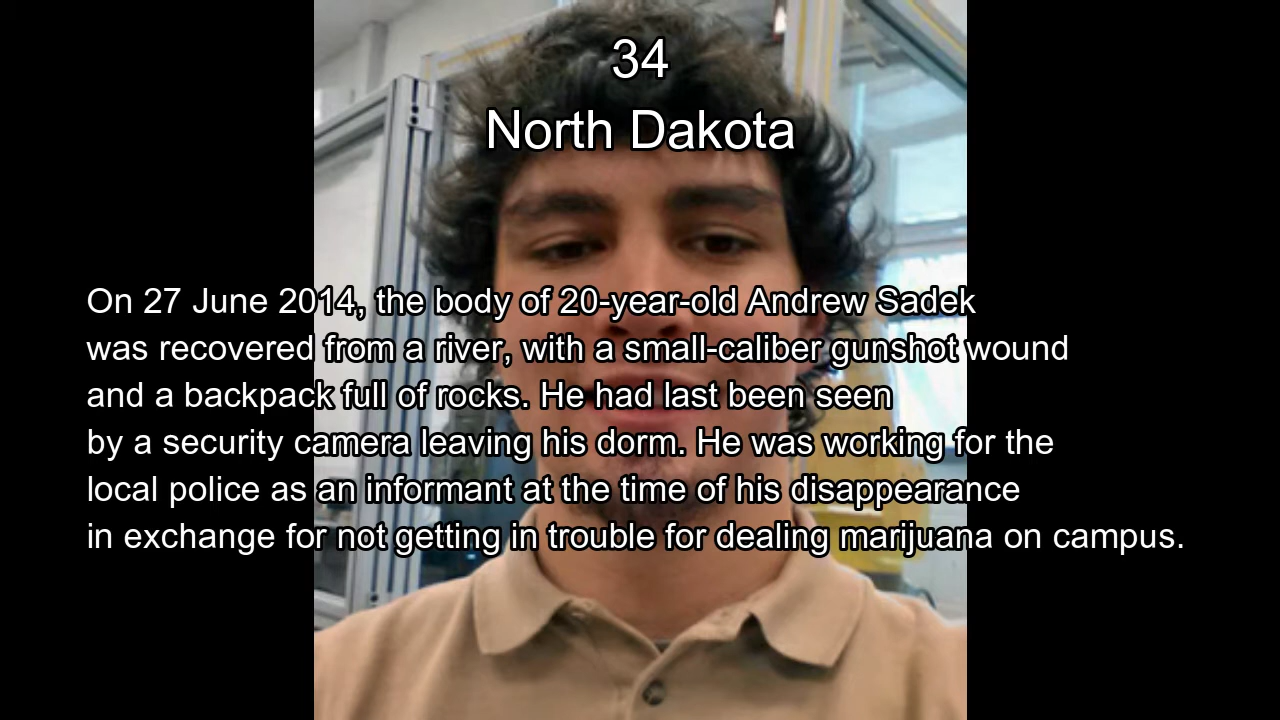 34
North Dakota
On 27 June 2014, the body of 20-year-old Andrew Sadek
was recovered from a river, with a small-caliber gunshot wound
and a backpack full of rocks. He had last been seen
by a security camera leaving his dorm. He was working for the
local police as an informant at the time of his disappearance
in exchange for not getting in trouble for dealing marijuana on campus.